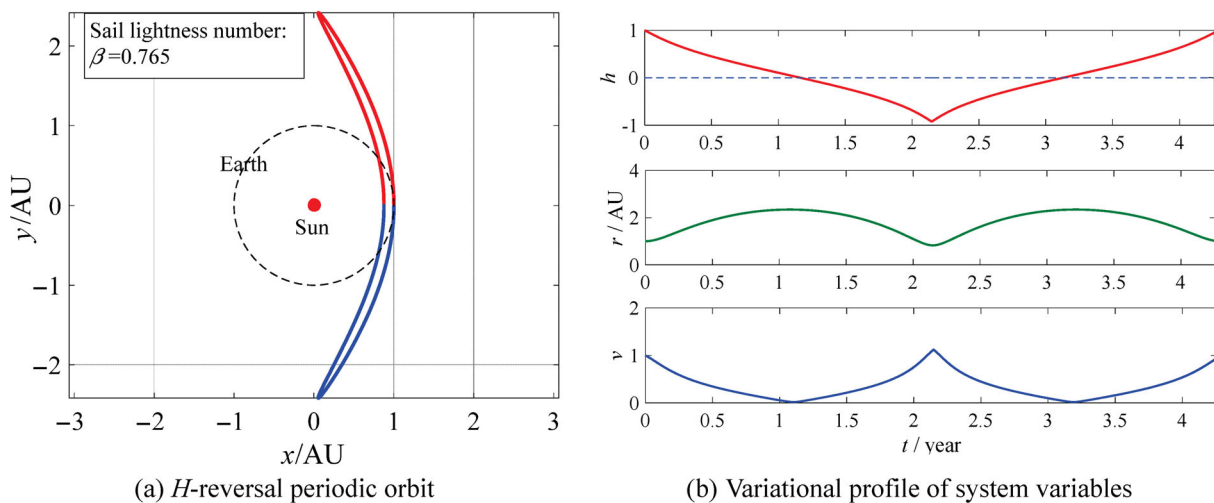 Sail lightness number:
β=0.765
2
1
0
−1
−2
y/AU
Earth
Sun
−3 −2 −1 0 1 2 3
x/AU
(a) H-reversal periodic orbit
1
0
-1
h
0 0.5 1 1.5 2 2.5 3 3.5 4
4
2
0
r / AU
0 0.5 1 1.5 2 2.5 3 3.5 4
2
1
0
v
0 0.5 1 1.5 2 2.5 3 3.5 4
t / year
(b) Variational profile of system variables